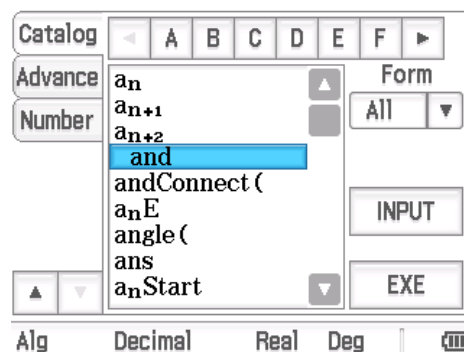 Catalog
A B C D E F
Advance
Number
Form
All
aₙ
aₙ₊₁
aₙ₊₂
and
andConnect(
aₙE
angle(
ans
aₙStart
INPUT
EXE
Alg Decimal Real Deg